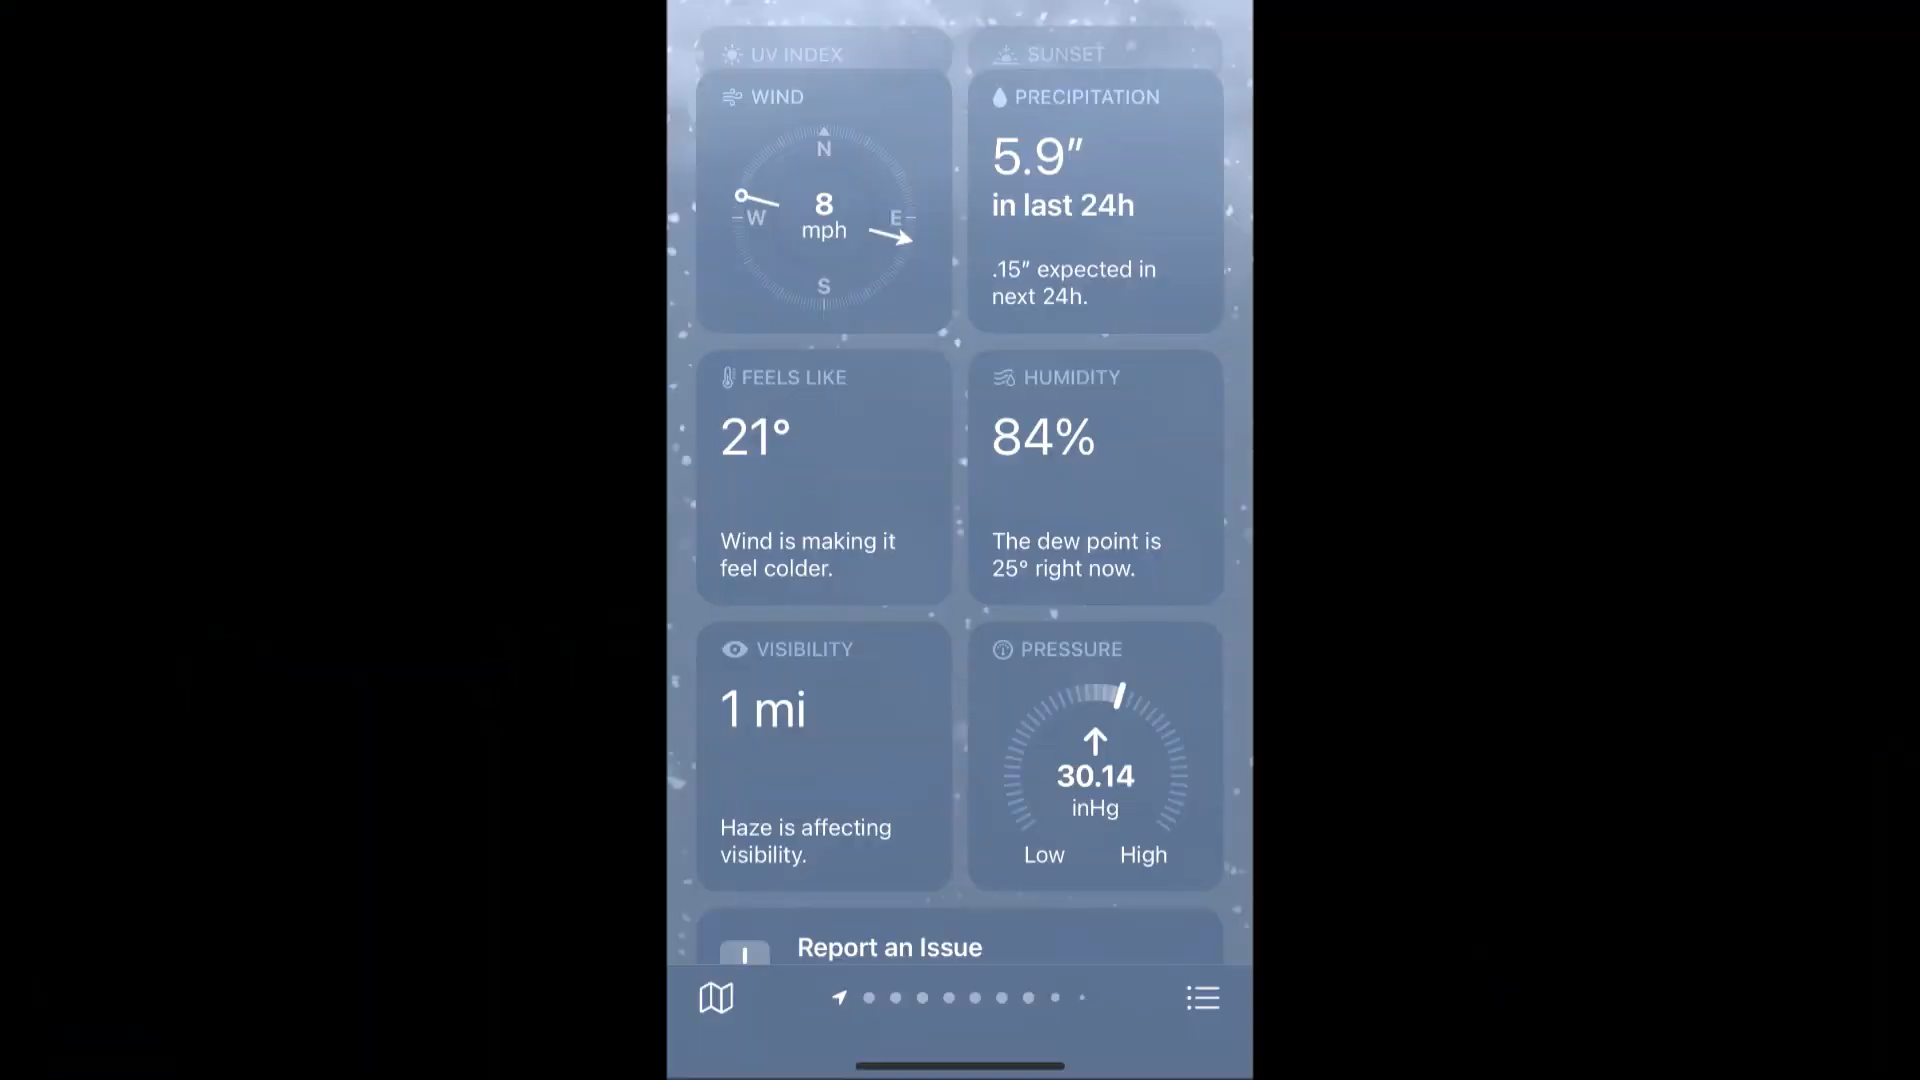 UV INDEX
SUNSET
WIND
N
W
8
mph
E
S
PRECIPITATION
5.9"
in last 24h
.15" expected in
next 24h.
FEELS LIKE
21°
Wind is making it
feel colder.
HUMIDITY
84%
The dew point is
25° right now.
VISIBILITY
1 mi
Haze is affecting
visibility.
PRESSURE
30.14
inHg
Low
High
Report an Issue